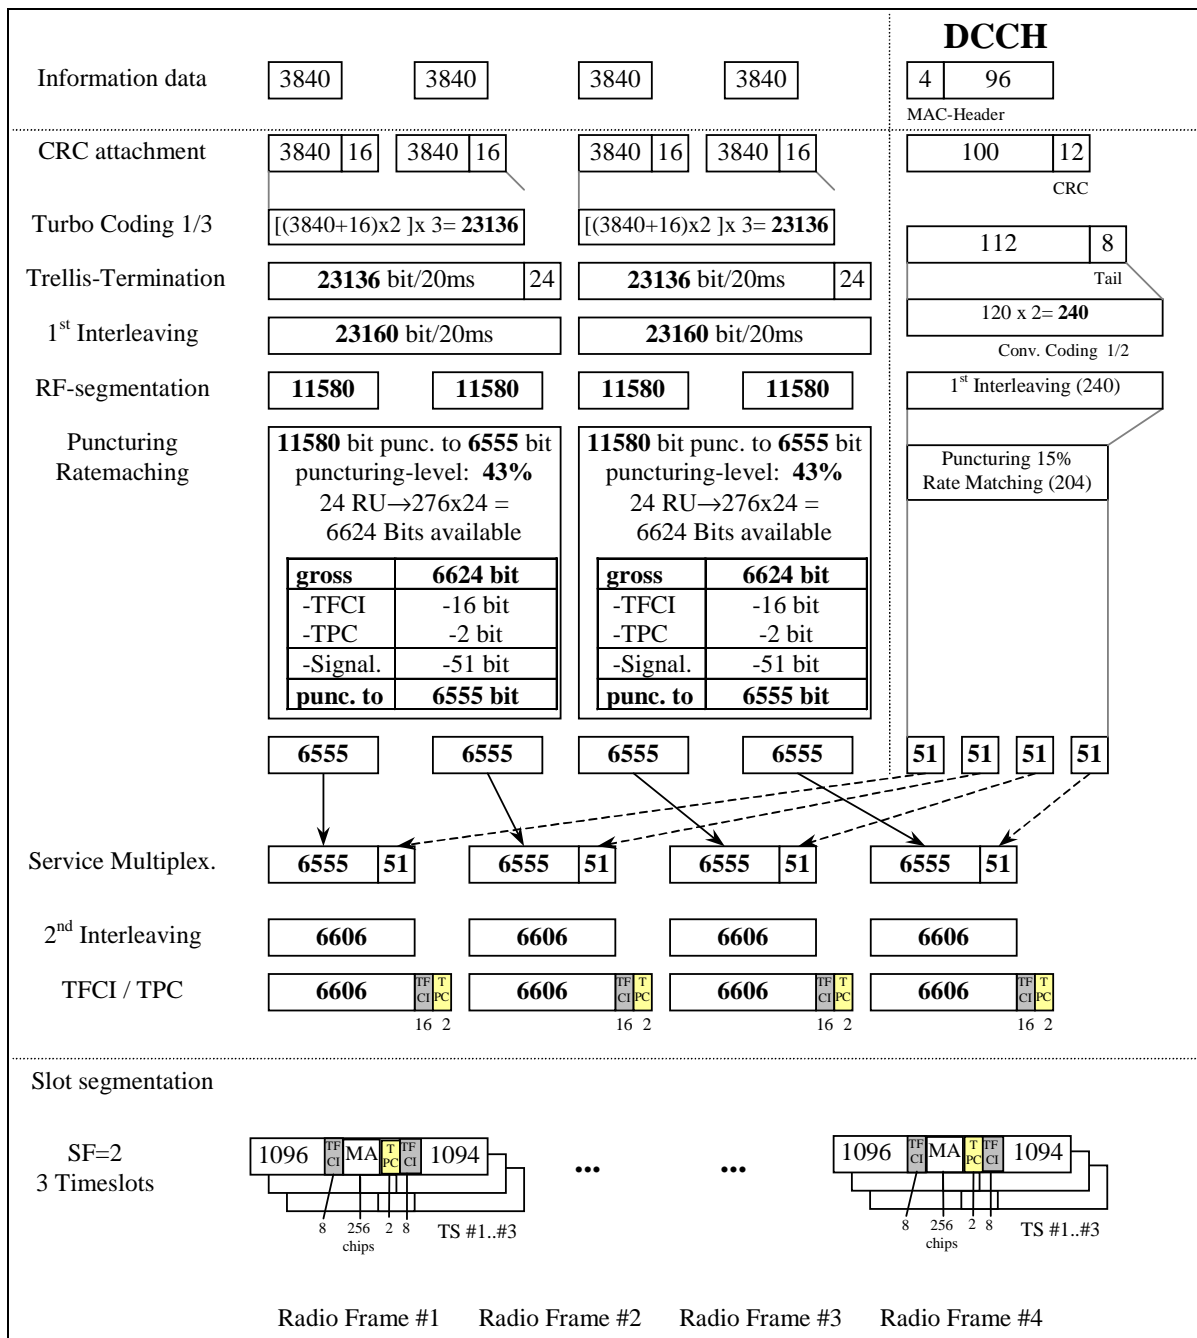 DCCH
Information data 3840 3840 3840 3840 4 96
MAC-Header
CRC attachment 3840 16 3840 16 3840 16 3840 16 100 12
CRC
Turbo Coding 1/3 [(3840+16)x2 ]x 3= 23136 [(3840+16)x2 ]x 3= 23136
112 8
Tail
Trellis-Termination 23136 bit/20ms 24 23136 bit/20ms 24
120 x 2= 240
Conv. Coding 1/2
1st Interleaving 23160 bit/20ms 23160 bit/20ms
RF-segmentation 11580 11580 11580 11580 1st Interleaving (240)
Puncturing
Ratemaching
11580 bit punc. to 6555 bit
puncturing-level: 43%
24 RU→276x24 =
6624 Bits available
gross 6624 bit
-TFCI -16 bit
-TPC -2 bit
-Signal. -51 bit
punc. to 6555 bit
11580 bit punc. to 6555 bit
puncturing-level: 43%
24 RU→276x24 =
6624 Bits available
gross 6624 bit
-TFCI -16 bit
-TPC -2 bit
-Signal. -51 bit
punc. to 6555 bit
Puncturing 15%
Rate Matching (204)
6555 6555 6555 6555 51 51 51 51
Service Multiplex. 6555 51 6555 51 6555 51 6555 51
2nd Interleaving 6606 6606 6606 6606
TFCI / TPC 6606 TF CI T PC 6606 TF CI T PC 6606 TF CI T PC 6606 TF CI T PC
16 2 16 2 16 2 16 2
Slot segmentation
SF=2
3 Timeslots
1096 TF CI MA T PC TF CI 1094 ... ... 1096 TF CI MA T PC TF CI 1094
8 256 2 8 TS #1..#3 8 256 2 8 TS #1..#3
chips chips
Radio Frame #1 Radio Frame #2 Radio Frame #3 Radio Frame #4